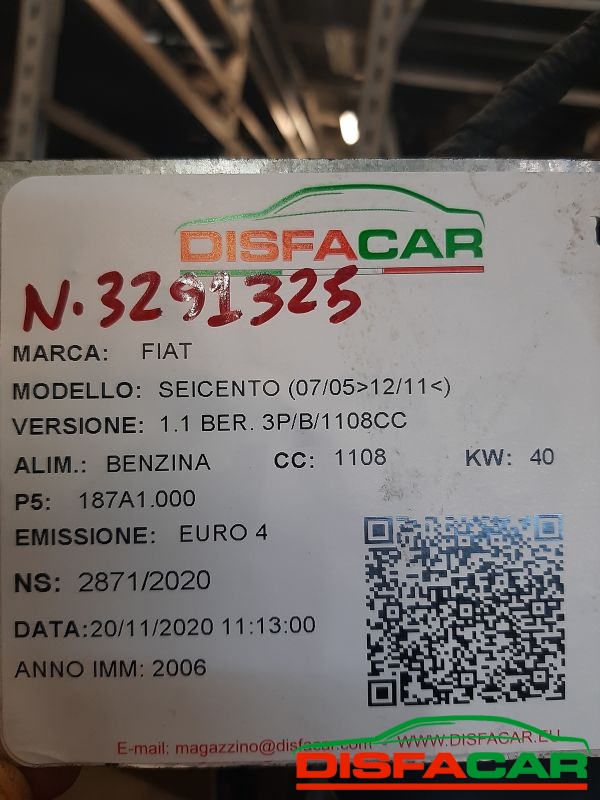 DISFACAR
N.3291325
MARCA: FIAT
MODELLO: SEICENTO (07/05>12/11<)
VERSIONE: 1.1 BER. 3P/B/1108CC
ALIM.: BENZINA CC: 1108 KW: 40
P5: 187A1.000
EMISSIONE: EURO 4
NS: 2871/2020
DATA:20/11/2020 11:13:00
ANNO IMM: 2006
E-mail: magazzino@disfacar.eu - WWW.DISFACAR.EU
DISFACAR